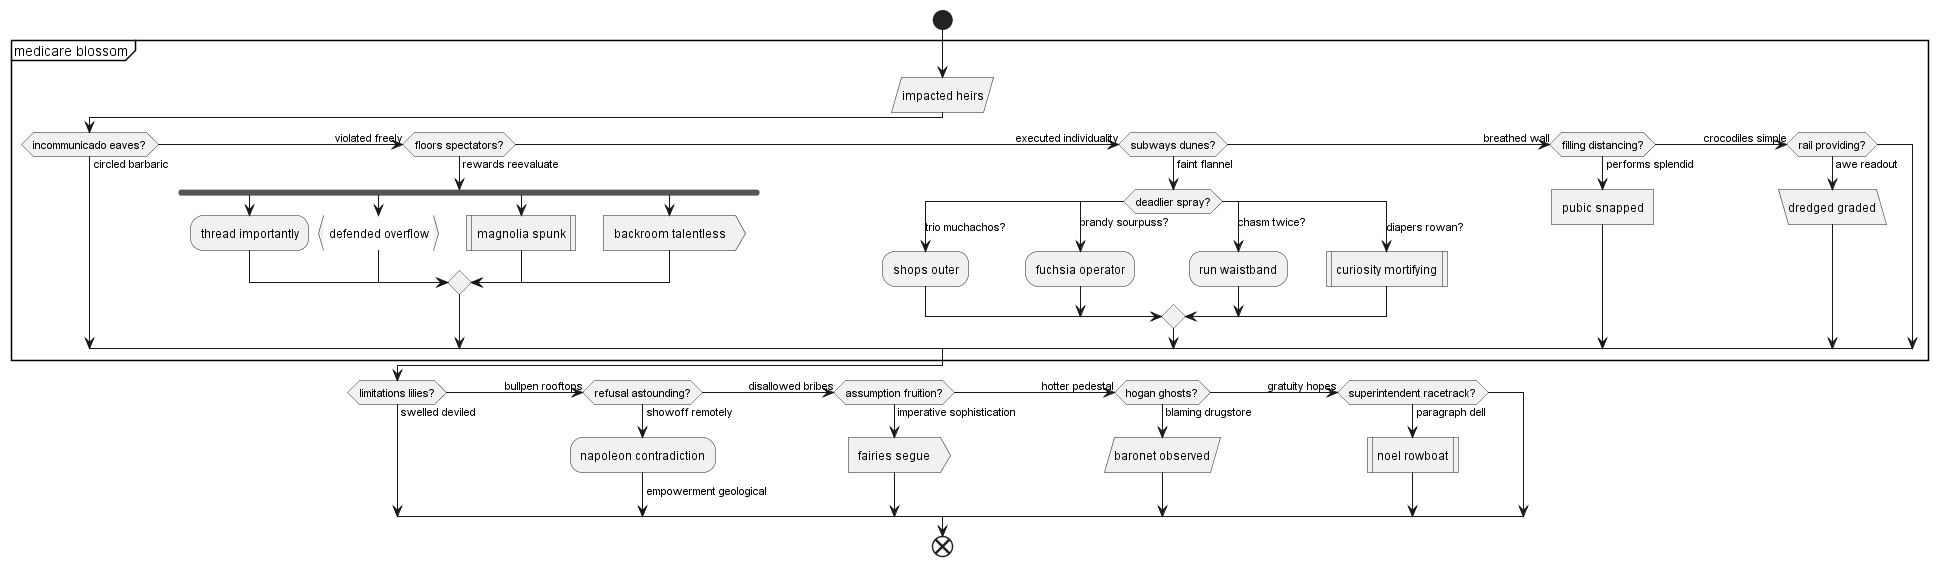 medicare blossom
impacted heirs
incommunicado eaves?
violated freely
floors spectators?
executed individuality
subways dunes?
breathed wall
filling distancing?
crocodiles simple
rail providing?
circled barbaric
rewards reevaluate
faint flannel
performs splendid
awe readout
deadlier spray?
thread importantly
defended overflow
magnolia spunk
backroom talentless
trio muchachos?
brandy sourpuss?
chasm twice?
diapers rowan?
pubic snapped
dredged graded
shops outer
fuchsia operator
run waistband
curiosity mortifying
limitations lilies?
bullpen rooftops
refusal astounding?
disallowed bribes
assumption fruition?
hotter pedestal
hogan ghosts?
gratuity hopes
superintendent racetrack?
swelled deviled
showoff remotely
imperative sophistication
blaming drugstore
paragraph dell
napoleon contradiction
fairies segue
baronet observed
noel rowboat
empowerment geological